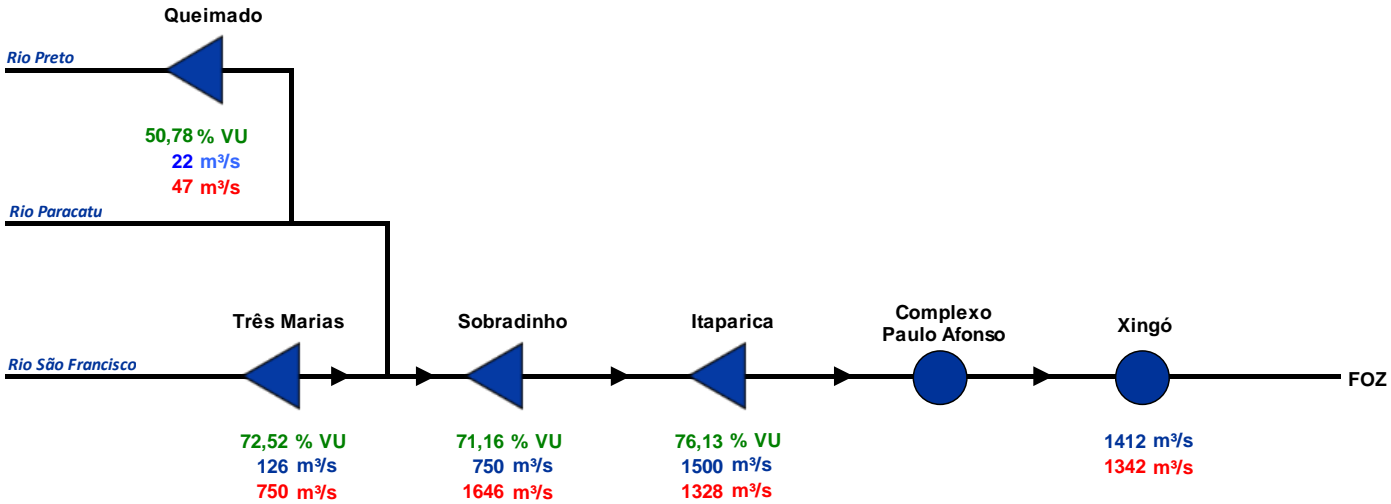 Queimado
Rio Preto
50,78 % VU
22 m³/s
47 m³/s
Rio Paracatu
Três Marias
Sobradinho
Itaparica
Complexo
Paulo Afonso
Xingó
Rio São Francisco
FOZ
72,52 % VU
126 m³/s
750 m³/s
71,16 % VU
750 m³/s
1646 m³/s
76,13 % VU
1500 m³/s
1328 m³/s
1412 m³/s
1342 m³/s